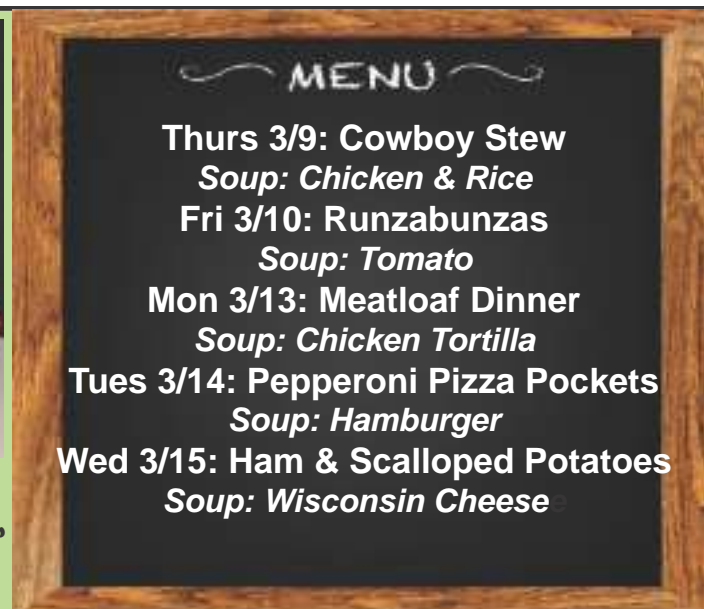 MENU
Thurs 3/9: Cowboy Stew
Soup: Chicken & Rice
Fri 3/10: Runzabunzas
Soup: Tomato
Mon 3/13: Meatloaf Dinner
Soup: Chicken Tortilla
Tues 3/14: Pepperoni Pizza Pockets
Soup: Hamburger
Wed 3/15: Ham & Scalloped Potatoes
Soup: Wisconsin Cheese